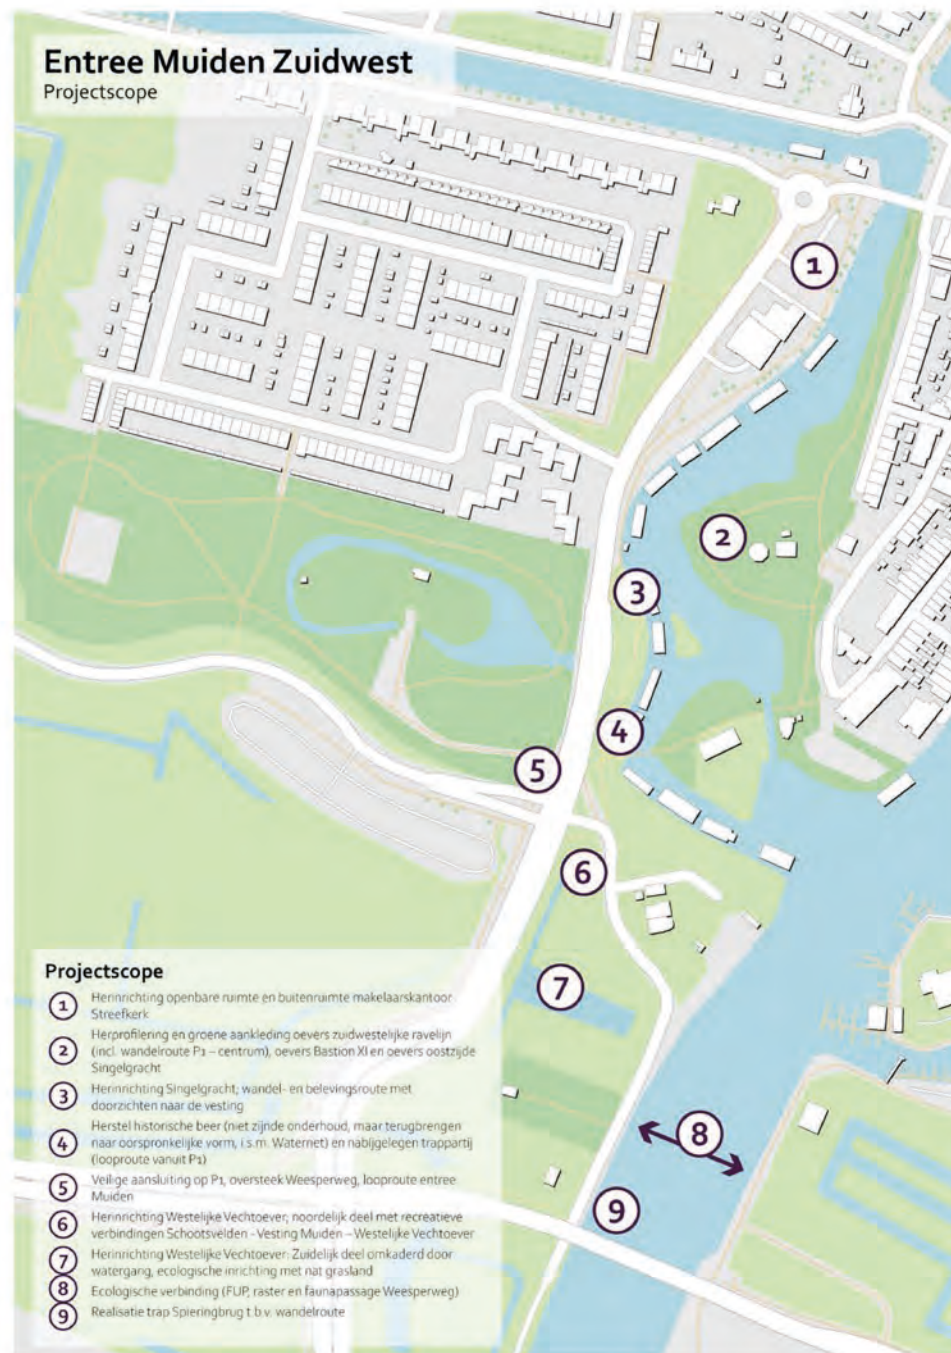 Entree Muiden Zuidwest
Projectscope
1
2
3
4
5
6
7
8
9
Projectscope
1 Herinrichting openbare ruimte en buitenruimte makelaarskantoor
Streefkerk
2 Herprofilering en groene aankleding oevers zuidwestelijke ravelijn
(incl. wandelroute P1 – centrum), oevers Bastion XI en oevers oostzijde
Singelgracht
3 Herinrichting Singelgracht; wandel- en belevingsroute met
doorzichten naar de vesting
4 Herstel historische beer (niet zijnde onderhoud, maar terugbrengen
naar oorspronkelijke vorm, i.s.m. Waternet) en nabijgelegen trappartij
(looproute vanuit P1)
5 Veilige aansluiting op P1, oversteek Weesperweg, looproute entree
Muiden
6 Herinrichting Westelijke Vechtoever; noordelijk deel met recreatieve
verbindingen Schootsvelden - Vesting Muiden – Westelijke Vechtoever
7 Herinrichting Westelijke Vechtoever: Zuidelijk deel omkaderd door
watergang, ecologische inrichting met nat grasland
8 Ecologische verbinding (FUP, raster en faunapassage Weesperweg)
9 Realisatie trap Spieringbrug t.b.v. wandelroute